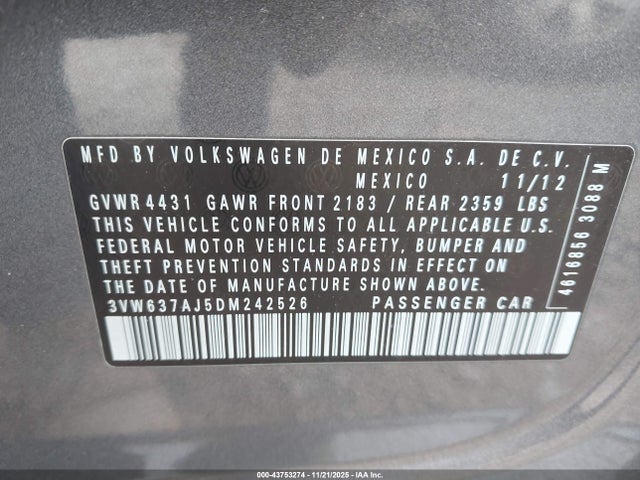 MFD BY VOLKSWAGEN DE MEXICO S.A. DE C.V.
MEXICO 11/12
GVWR 4431 GAWR FRONT 2183 / REAR 2359 LBS
THIS VEHICLE CONFORMS TO ALL APPLICABLE U.S.
FEDERAL MOTOR VEHICLE SAFETY, BUMPER AND
THEFT PREVENTION STANDARDS IN EFFECT ON
THE DATE OF MANUFACTURE SHOWN ABOVE.
3VW637AJ5DM242526 PASSENGER CAR
4616856 3088 M
000-43753274 - 11/21/2025 - IAA Inc.